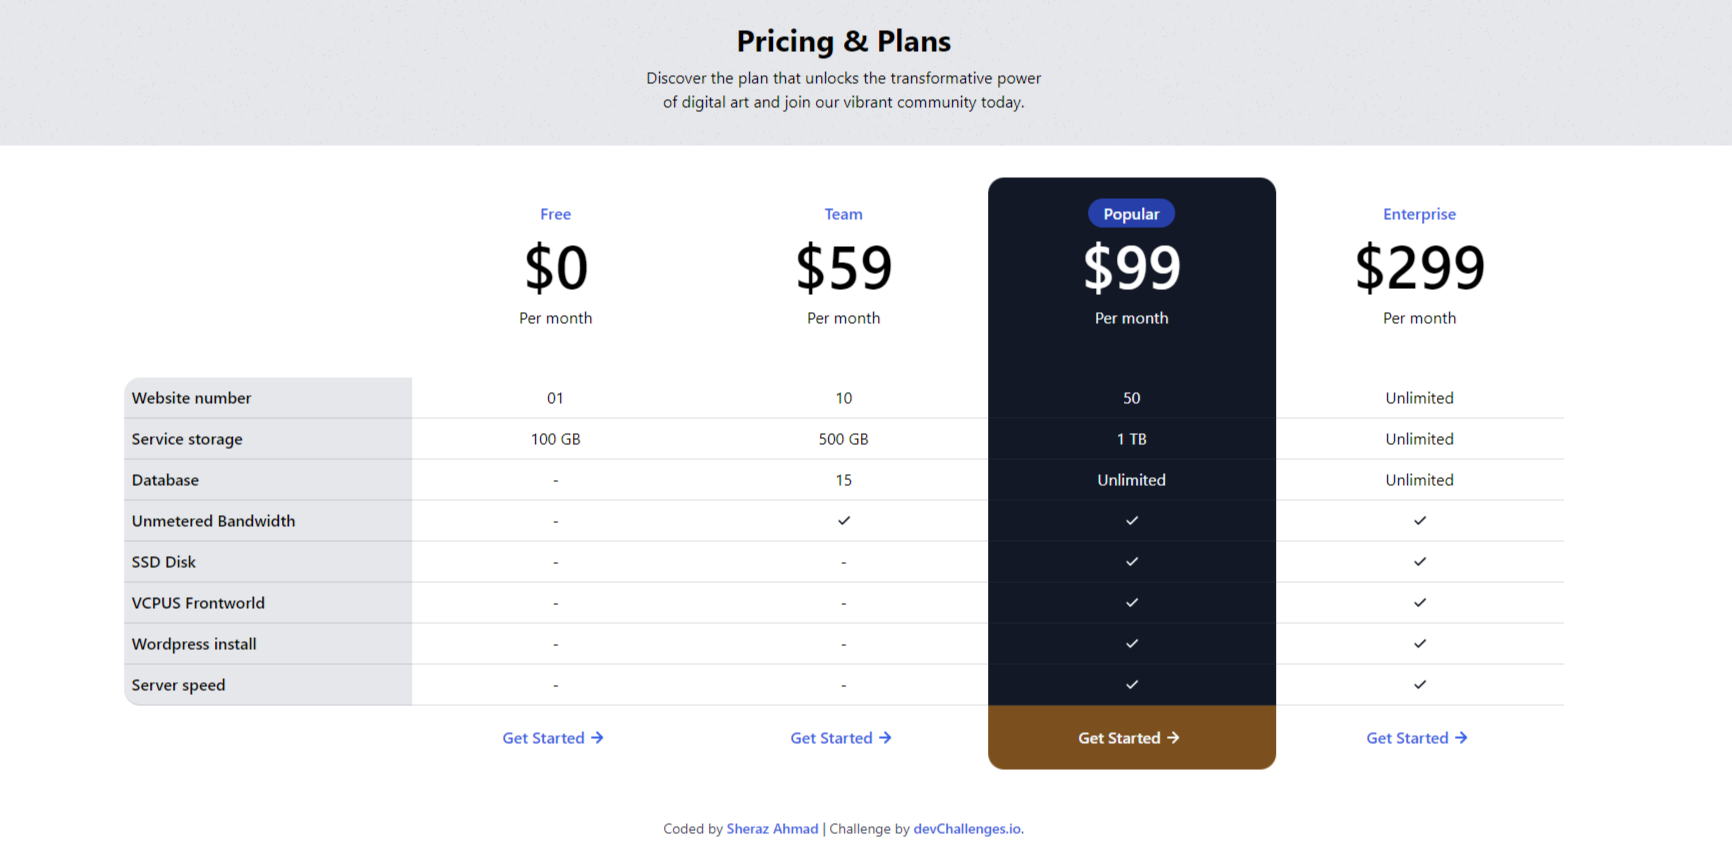 Pricing & Plans
Discover the plan that unlocks the transformative power
of digital art and join our vibrant community today.
Free Team Popular Enterprise
$0 $59 $99 $299
Per month Per month Per month Per month
Website number 01 10 50 Unlimited
Service storage 100 GB 500 GB 1 TB Unlimited
Database - 15 Unlimited Unlimited
Unmetered Bandwidth - ✓ ✓ ✓
SSD Disk - - ✓ ✓
VCPUS Frontworld - - ✓ ✓
Wordpress install - - ✓ ✓
Server speed - - ✓ ✓
Get Started → Get Started → Get Started → Get Started →
Coded by Sheraz Ahmad | Challenge by devChallenges.io.